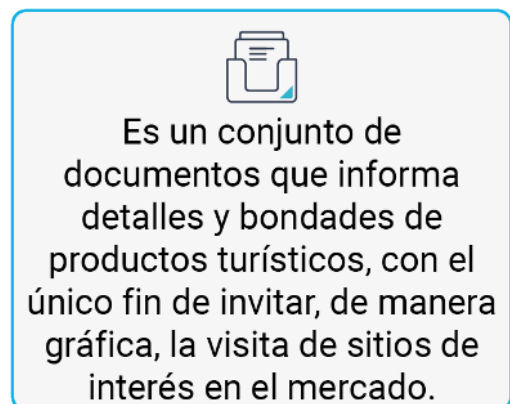 Es un conjunto de
documentos que informa
detalles y bondades de
productos turísticos, con el
único fin de invitar, de manera
gráfica, la visita de sitios de
interés en el mercado.